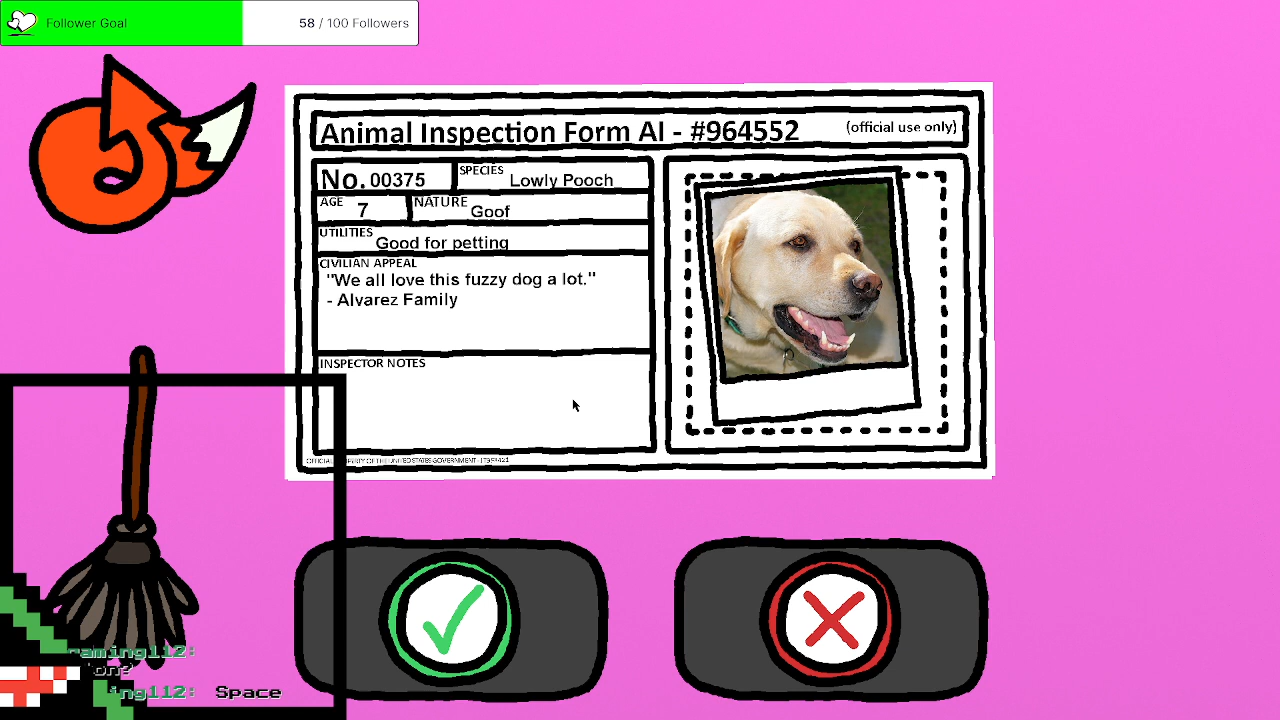 Follower Goal
58 / 100 Followers
Animal Inspection Form AI - #964552
(official use only)
No. 00375
SPECIES
Lowly Pooch
AGE
7
NATURE
Goof
UTILITIES
Good for petting
CIVILIAN APPEAL
"We all love this fuzzy dog a lot."
- Alvarez Family
INSPECTOR NOTES
on?
Space